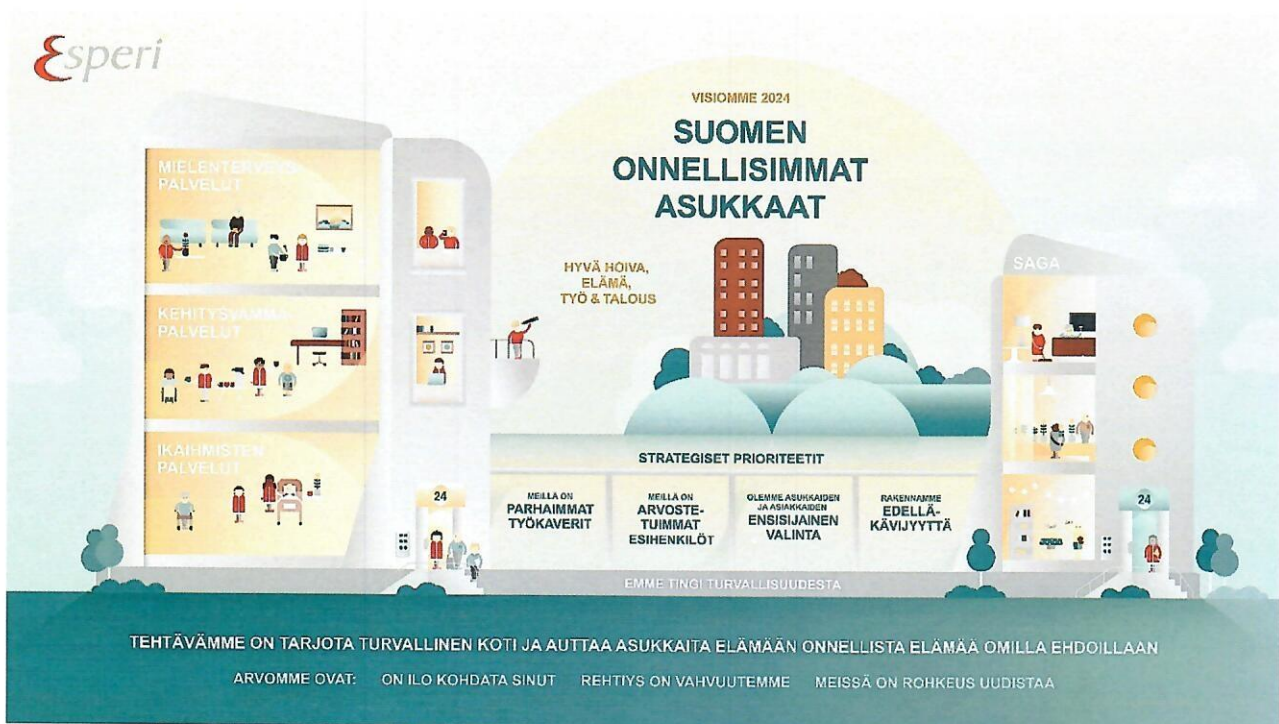 Esperi
VISIOMME 2024
SUOMEN
ONNELLISIMMAT
ASUKKAAT
HYVÄ HOIVA,
ELÄMÄ,
TYÖ & TALOUS
MIELENTERVEYS-
PALVELUT
KEHITYSVAMMA-
PALVELUT
IKÄIHMISTEN
PALVELUT
SAGA
STRATEGISET PRIORITEETIT
24
MEILLÄ ON
PARHAIMMAT
TYÖKAVERIT
MEILLÄ ON
ARVOSTE-
TUIMMAT
ESIHENKILÖT
OLEMME ASUKKAIDEN
JA ASIAKKAIDEN
ENSISIJAINEN
VALINTA
RAKENNAMME
EDELLÄ-
KÄVIJYYTTÄ
24
EMME TINGI TURVALLISUUDESTA
TEHTÄVÄMME ON TARJOTA TURVALLINEN KOTI JA AUTTAA ASUKKAITA ELÄMÄÄN ONNELLISTA ELÄMÄÄ OMILLA EHDOILLAAN
ARVOMME OVAT: ON ILO KOHDATA SINUT REHTIYS ON VAHVUUTEMME MEISSÄ ON ROHKEUS UUDISTAA